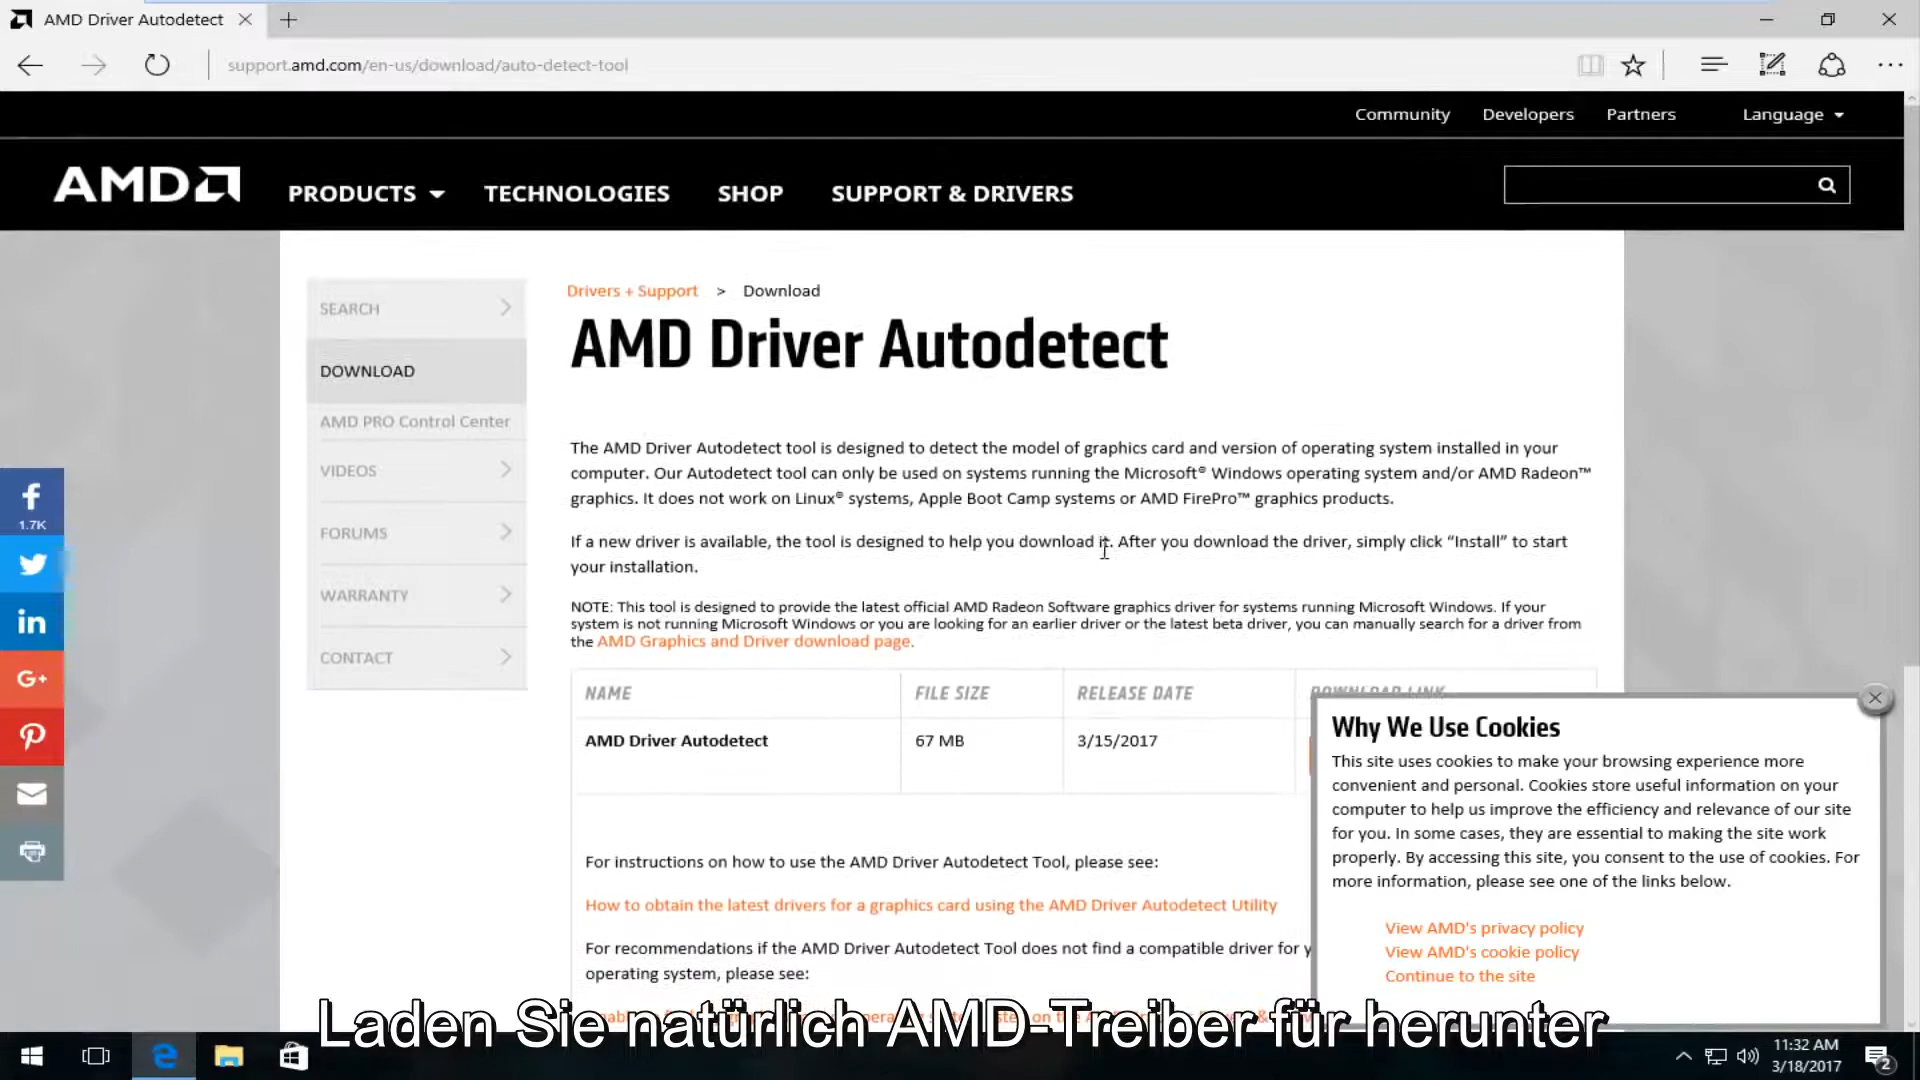 AMD Driver Autodetect
support.amd.com/en-us/download/auto-detect-tool
Community Developers Partners Language
AMD PRODUCTS TECHNOLOGIES SHOP SUPPORT & DRIVERS
SEARCH
DOWNLOAD
AMD PRO Control Center
VIDEOS
FORUMS
WARRANTY
CONTACT
f
1.7K
in
G+
Drivers + Support > Download
AMD Driver Autodetect
The AMD Driver Autodetect tool is designed to detect the model of graphics card and version of operating system installed in your
computer. Our Autodetect tool can only be used on systems running the Microsoft® Windows operating system and/or AMD Radeon™
graphics. It does not work on Linux® systems, Apple Boot Camp systems or AMD FirePro™ graphics products.
If a new driver is available, the tool is designed to help you download it. After you download the driver, simply click “Install” to start
your installation.
NOTE: This tool is designed to provide the latest official AMD Radeon Software graphics driver for systems running Microsoft Windows. If your
system is not running Microsoft Windows or you are looking for an earlier driver or the latest beta driver, you can manually search for a driver from
the AMD Graphics and Driver download page.
NAME FILE SIZE RELEASE DATE DOWNLOAD LINK
AMD Driver Autodetect 67 MB 3/15/2017
For instructions on how to use the AMD Driver Autodetect Tool, please see:
How to obtain the latest drivers for a graphics card using the AMD Driver Autodetect Utility
For recommendations if the AMD Driver Autodetect Tool does not find a compatible driver for
operating system, please see:
Why We Use Cookies
This site uses cookies to make your browsing experience more
convenient and personal. Cookies store useful information on your
computer to help us improve the efficiency and relevance of our site
for you. In some cases, they are essential to making the site work
properly. By accessing this site, you consent to the use of cookies. For
more information, please see one of the links below.
View AMD's privacy policy
View AMD's cookie policy
Continue to the site
Laden Sie natürlich AMD-Treiber für herunter
11:32 AM
3/18/2017
2